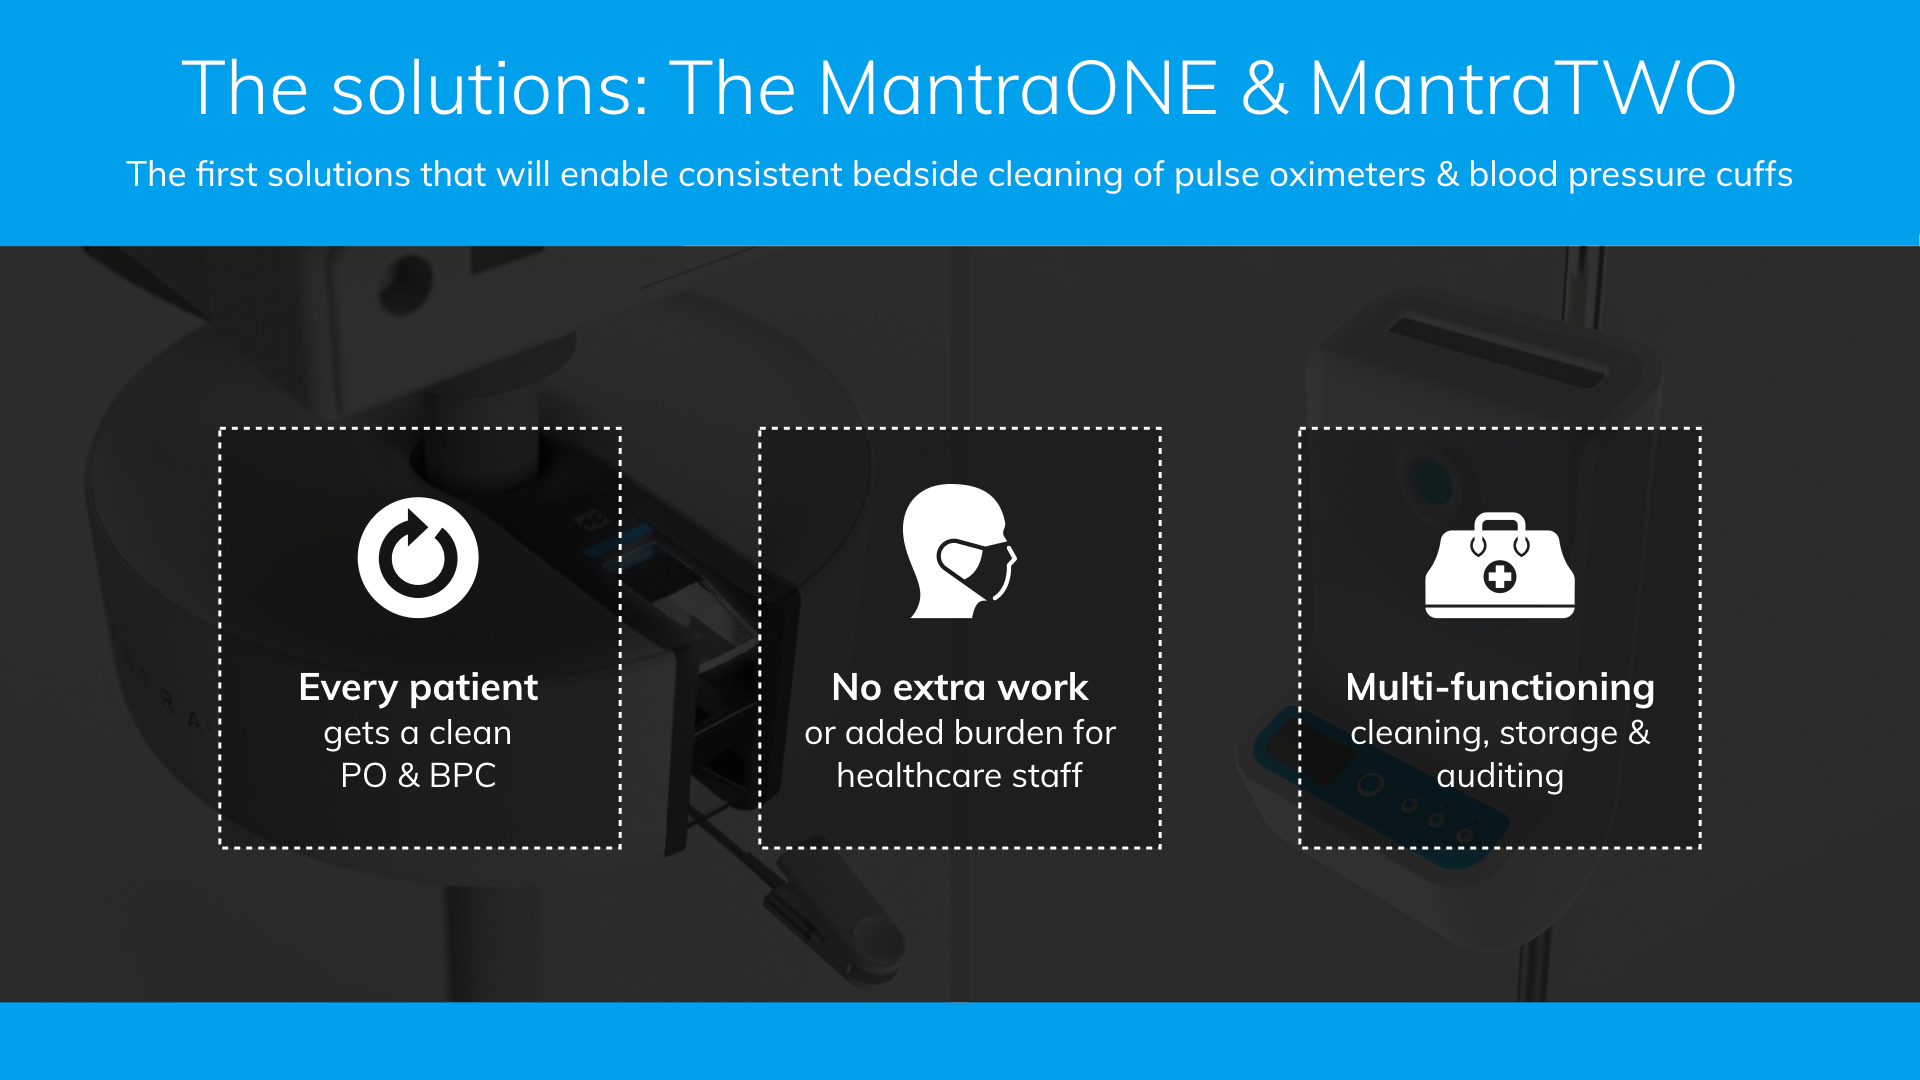 The solutions: The MantraONE & MantraTWO
The first solutions that will enable consistent bedside cleaning of pulse oximeters & blood pressure cuffs
Every patient
gets a clean
PO & BPC
No extra work
or added burden for
healthcare staff
Multi-functioning
cleaning, storage &
auditing